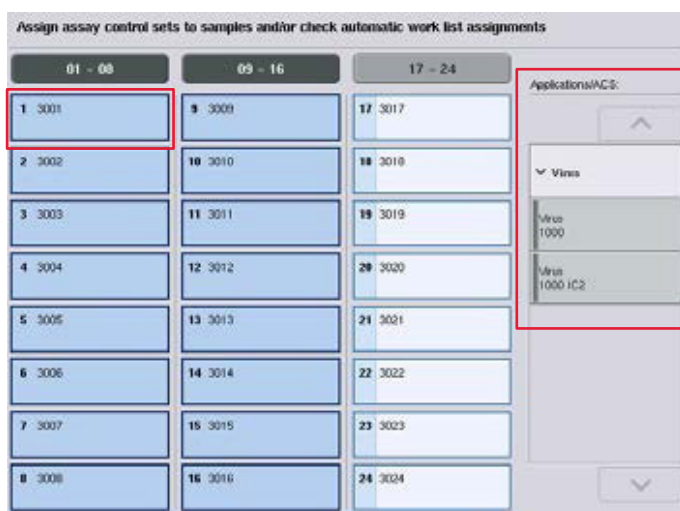 Assign assay control sets to samples and/or check automatic work list assignments
01 - 08 09 - 16 17 - 24
Applications/ACS:
1 3001 9 3009 17 3017
2 3002 10 3010 18 3018
Virus
3 3003 11 3011 19 3019
Virus
1000
4 3004 12 3012 20 3020
Virus
1000 IC2
5 3005 13 3013 21 3021
6 3006 14 3014 22 3022
7 3007 15 3015 23 3023
8 3008 16 3016 24 3024